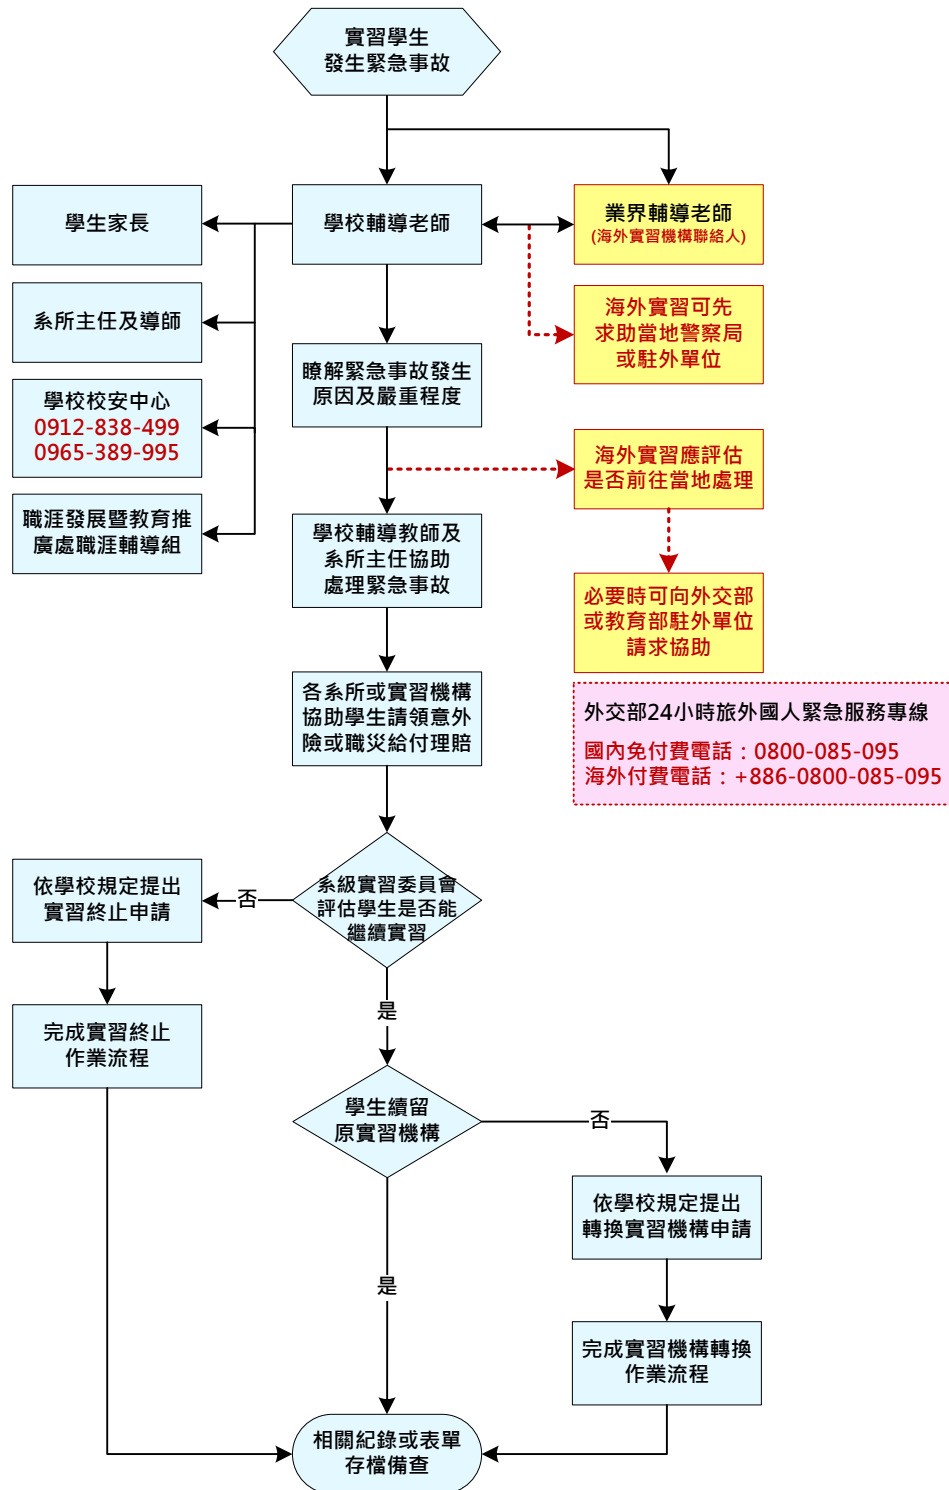 實習學生
發生緊急事故
學生家長
學校輔導老師
業界輔導老師
(海外實習機構聯絡人)
系所主任及導師
海外實習可先
求助當地警察局
或駐外單位
瞭解緊急事故發生
原因及嚴重程度
學校校安中心
0912-838-499
0965-389-995
海外實習應評估
是否前往當地處理
職涯發展暨教育推
廣處職涯輔導組
學校輔導教師及
系所主任協助
處理緊急事故
必要時可向外交部
或教育部駐外單位
請求協助
各系所或實習機構
協助學生請領意外
險或職災給付理賠
外交部24小時旅外國人緊急服務專線
國內免付費電話：0800-085-095
海外付費電話：+886-0800-085-095
系級實習委員會
評估學生是否能
繼續實習
否
依學校規定提出
實習終止申請
是
完成實習終止
作業流程
學生續留
原實習機構
否
依學校規定提出
轉換實習機構申請
是
完成實習機構轉換
作業流程
相關紀錄或表單
存檔備查